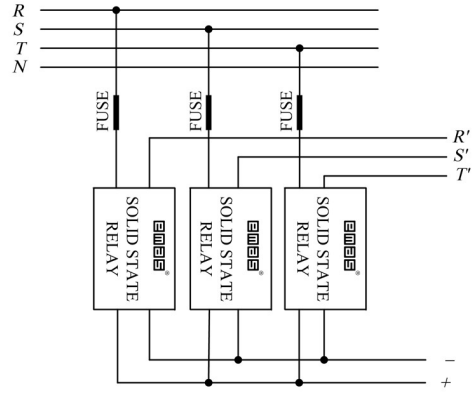 R
S
T
N
FUSE
FUSE
FUSE
R'
S'
T'
SOLID STATE
RELAY
SOLID STATE
RELAY
SOLID STATE
RELAY
−
+